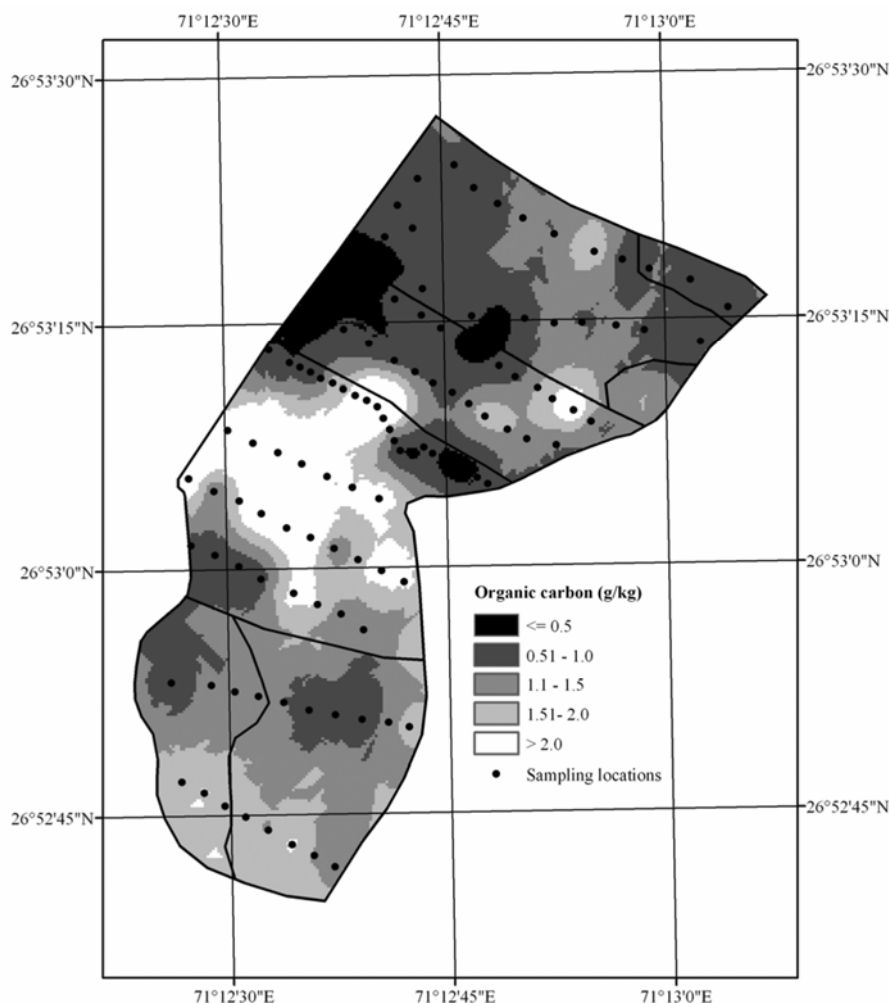 71°12'30"E 71°12'45"E 71°13'0"E
26°53'30"N 26°53'30"N
26°53'15"N 26°53'15"N
26°53'0"N 26°53'0"N
Organic carbon (g/kg)
<= 0.5
0.51 - 1.0
1.1 - 1.5
1.51- 2.0
> 2.0
Sampling locations
26°52'45"N 26°52'45"N
71°12'30"E 71°12'45"E 71°13'0"E